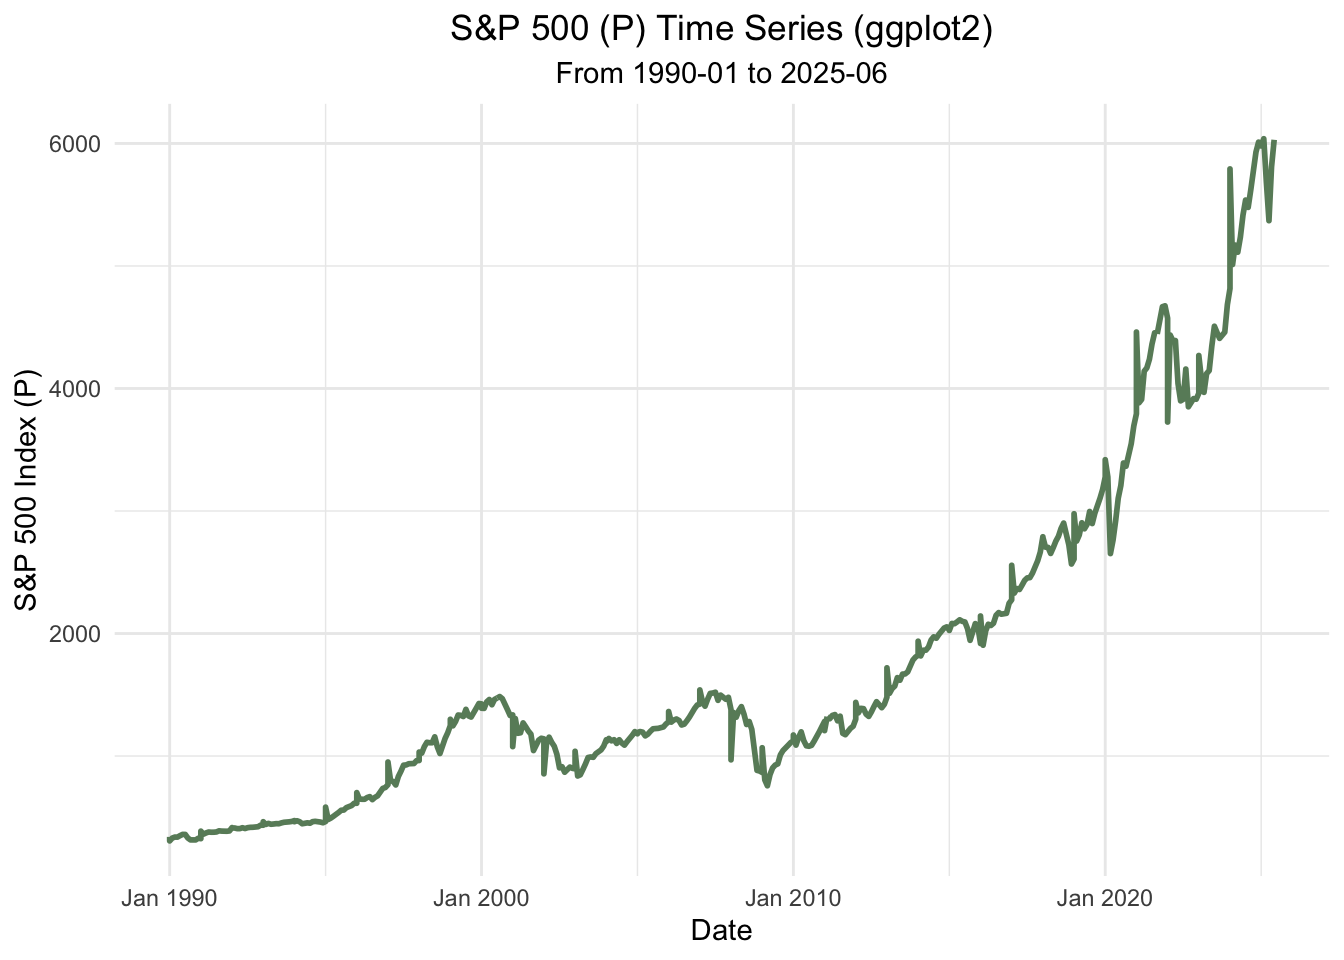 S&P 500 (P) Time Series (ggplot2)
From 1990-01 to 2025-06
S&P 500 Index (P)
6000
4000
2000
Jan 1990
Jan 2000
Jan 2010
Jan 2020
Date